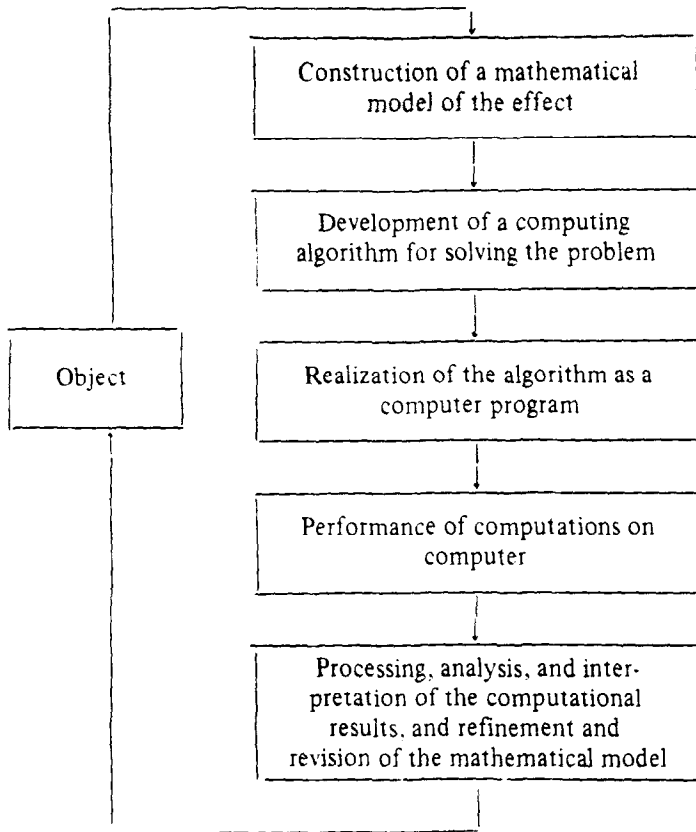 Construction of a mathematical
model of the effect
Development of a computing
algorithm for solving the problem
Object
Realization of the algorithm as a
computer program
Performance of computations on
computer
Processing, analysis, and inter-
pretation of the computational
results, and refinement and
revision of the mathematical model